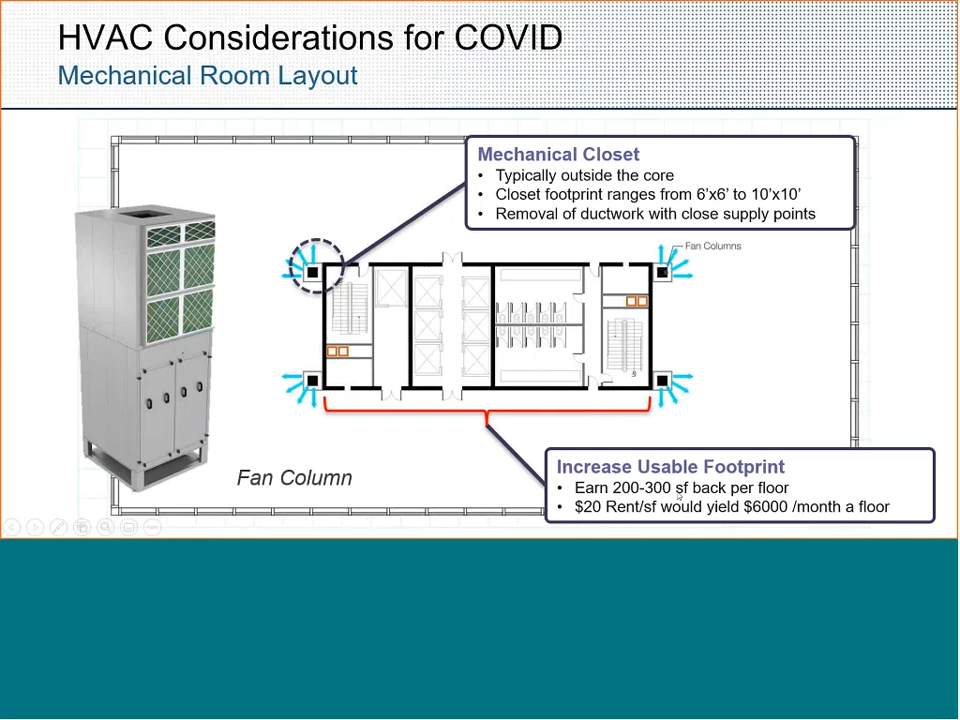 HVAC Considerations for COVID
Mechanical Room Layout
Mechanical Closet
• Typically outside the core
• Closet footprint ranges from 6'x6' to 10'x10'
• Removal of ductwork with close supply points
Fan Columns
Up
Fan Column
Increase Usable Footprint
• Earn 200-300 sf back per floor
• $20 Rent/sf would yield $6000 /month a floor